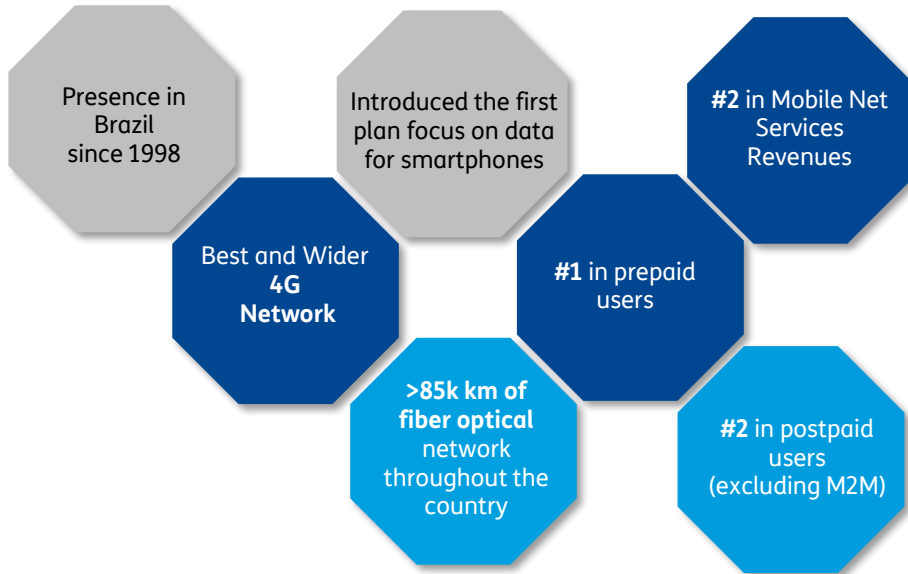 Presence in
Brazil
since 1998
Introduced the first
plan focus on data
for smartphones
#2 in Mobile Net
Services
Revenues
Best and Wider
4G
Network
#1 in prepaid
users
>85k km of
fiber optical
network
throughout the
country
#2 in postpaid
users
(excluding M2M)